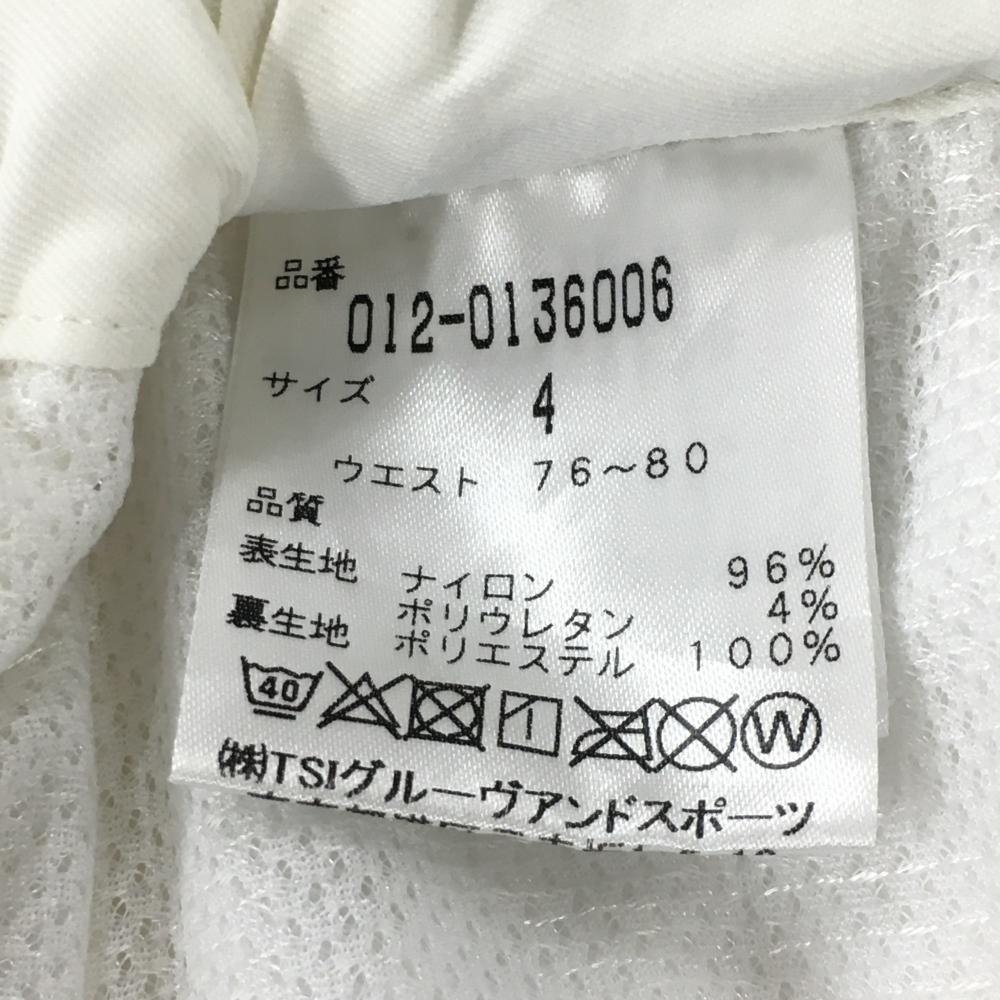 品番
012-0136006
サイズ 4
ウエスト 76～80
品質
表生地 ナイロン 96%
ポリウレタン 4%
裏生地 ポリエステル 100%
40
W
㈱TSIグルーヴアンドスポーツ